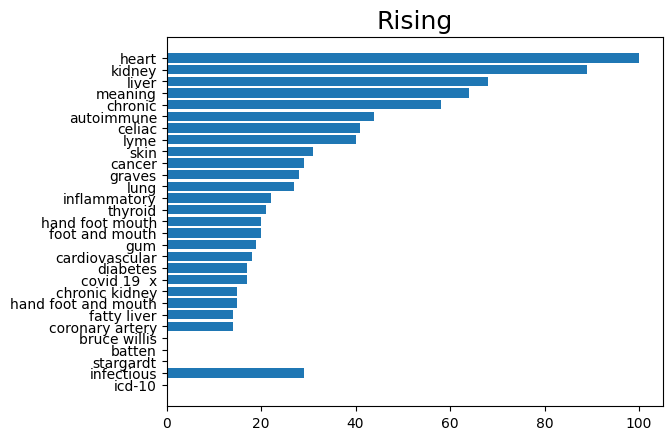 Rising
heart
kidney
liver
meaning
chronic
autoimmune
celiac
lyme
skin
cancer
graves
lung
inflammatory
thyroid
hand foot mouth
foot and mouth
gum
cardiovascular
diabetes
covid 19  x
chronic kidney
hand foot and mouth
fatty liver
coronary artery
bruce willis
batten
stargardt
infectious
icd-10
0 20 40 60 80 100